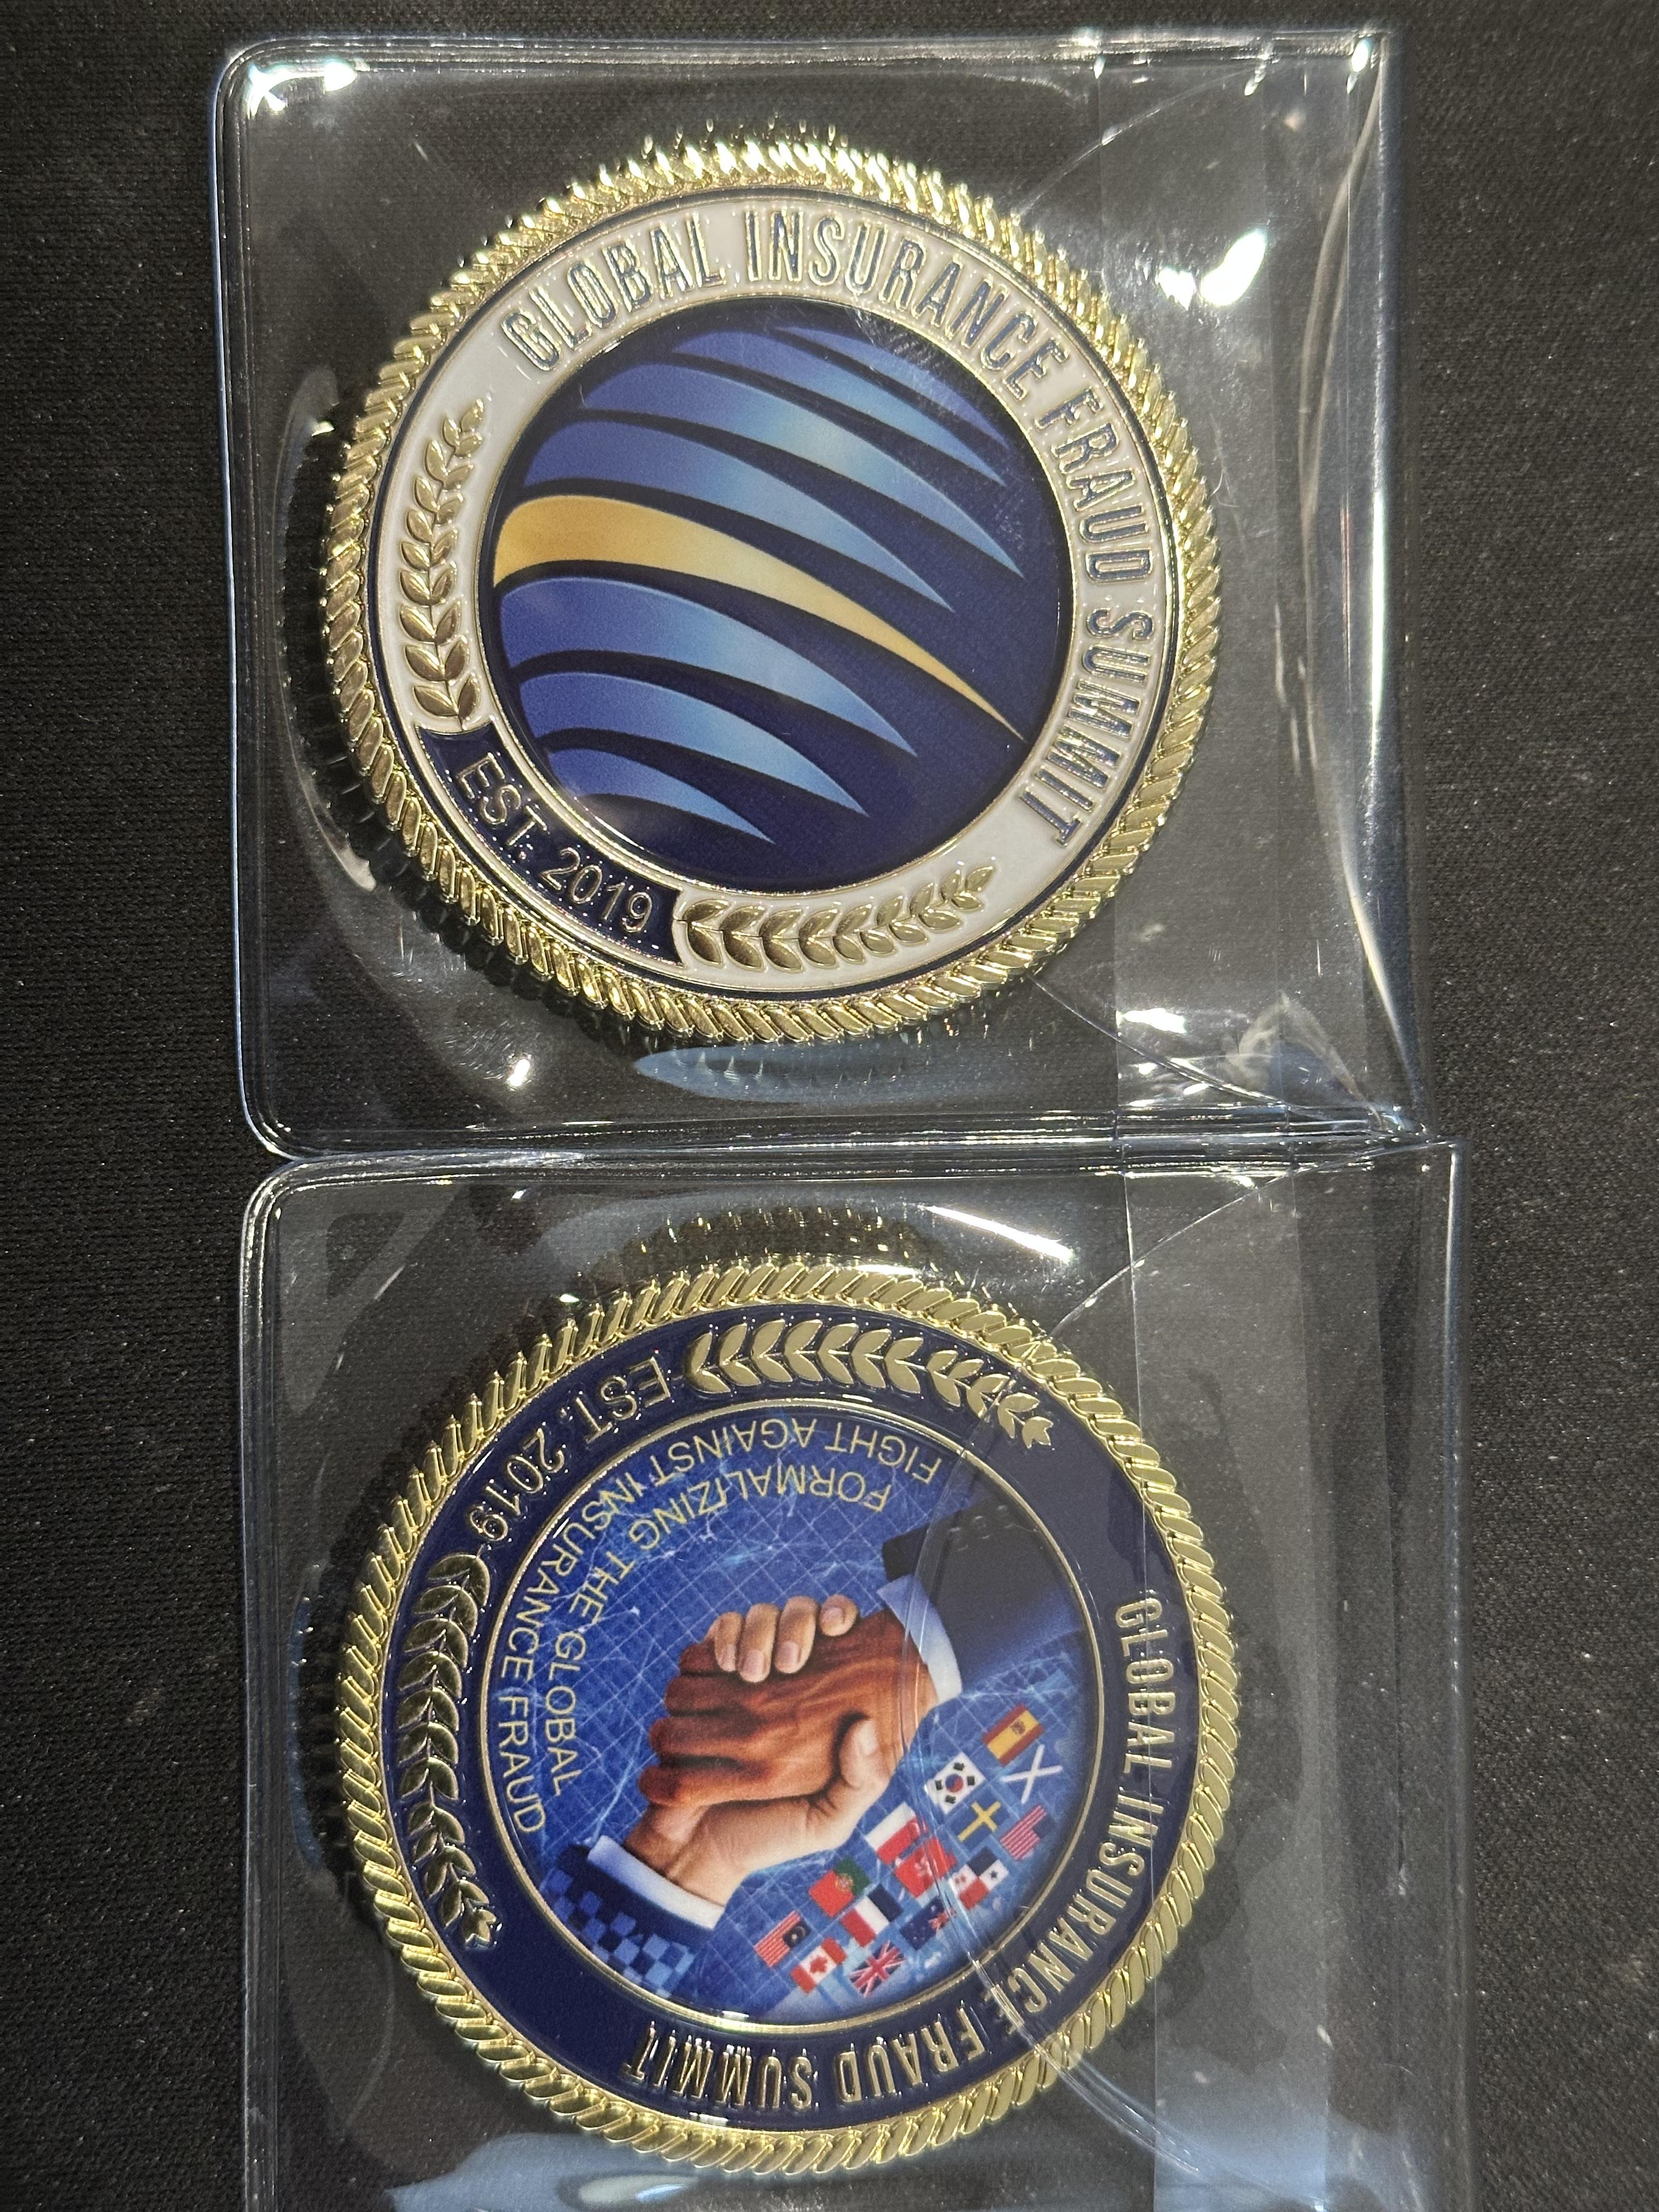 GLOBAL INSURANCE FRAUD SUMMIT
EST. 2019
GLOBAL INSURANCE FRAUD SUMMIT
FORMALIZING THE GLOBAL
FIGHT AGAINST INSURANCE FRAUD
EST. 2019